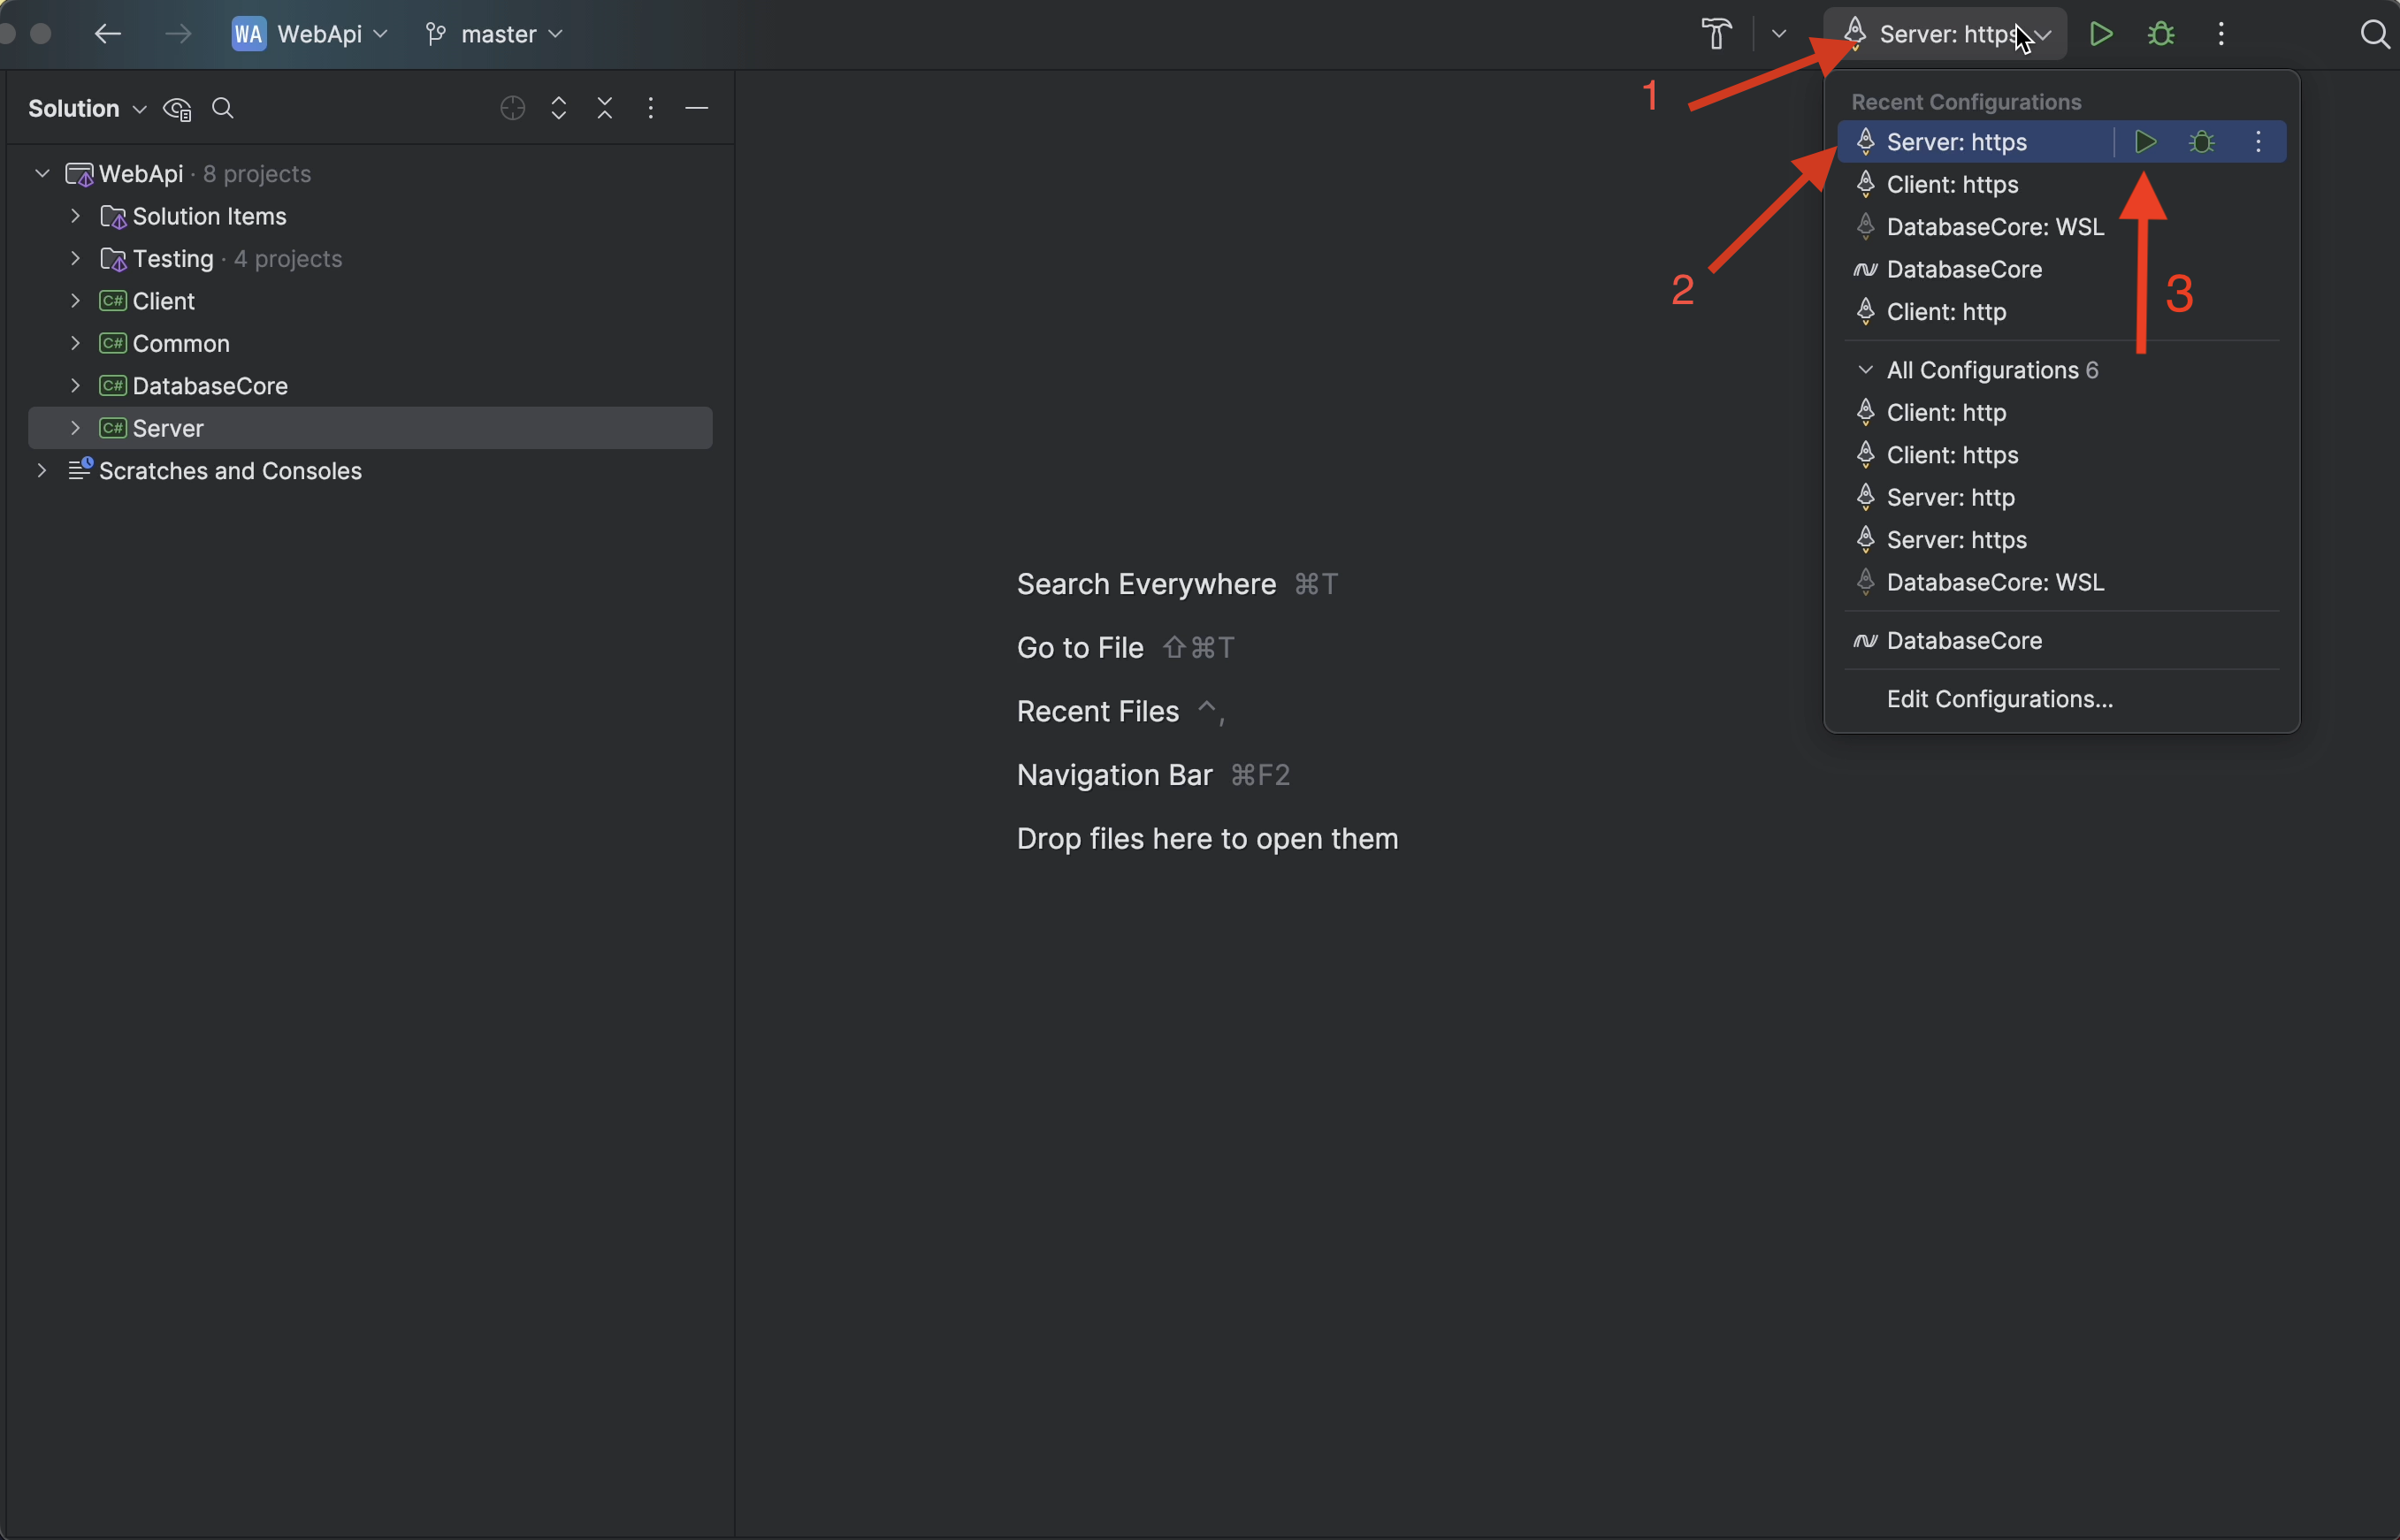 WA WebApi master Server: https
1
Solution
Recent Configurations
Server: https
WebApi · 8 projects
Client: https
Solution Items
DatabaseCore: WSL
Testing · 4 projects
DatabaseCore
2
3
C# Client
Client: http
C# Common
All Configurations 6
C# DatabaseCore
Client: http
C# Server
Client: https
Scratches and Consoles
Server: http
Server: https
DatabaseCore: WSL
Search Everywhere ⌘T
DatabaseCore
Go to File ⇧⌘T
Edit Configurations...
Recent Files ⌃,
Navigation Bar ⌘F2
Drop files here to open them